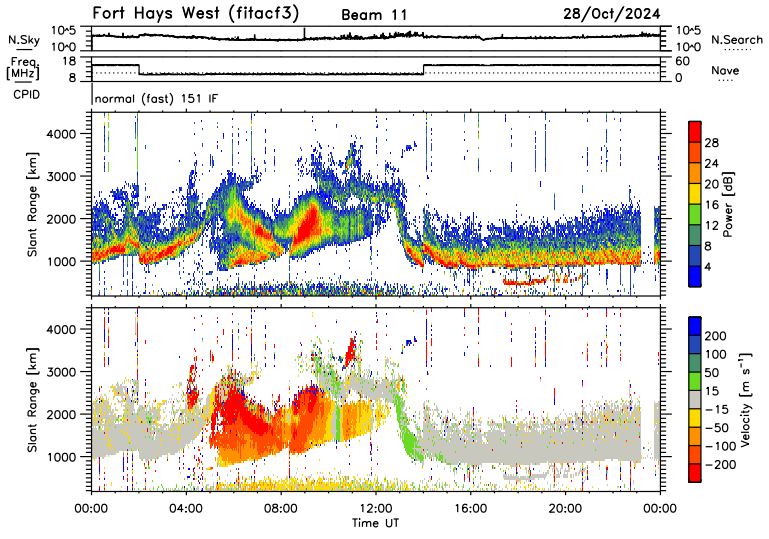 Fort Hays West (fitacf3) Beam 11 28/Oct/2024
N.Sky 10^5 10^0 10^5 10^0 N.Search
Freq. [MHz] 18 8 60 0 Nave
CPID normal (fast) 151 IF
Slant Range [km] 4000 3000 2000 1000
Power [dB] 28 24 20 16 12 8 4
Slant Range [km] 4000 3000 2000 1000
Velocity [m s⁻¹] 200 100 50 15 -15 -50 -100 -200
00:00 04:00 08:00 12:00 16:00 20:00 00:00
Time UT